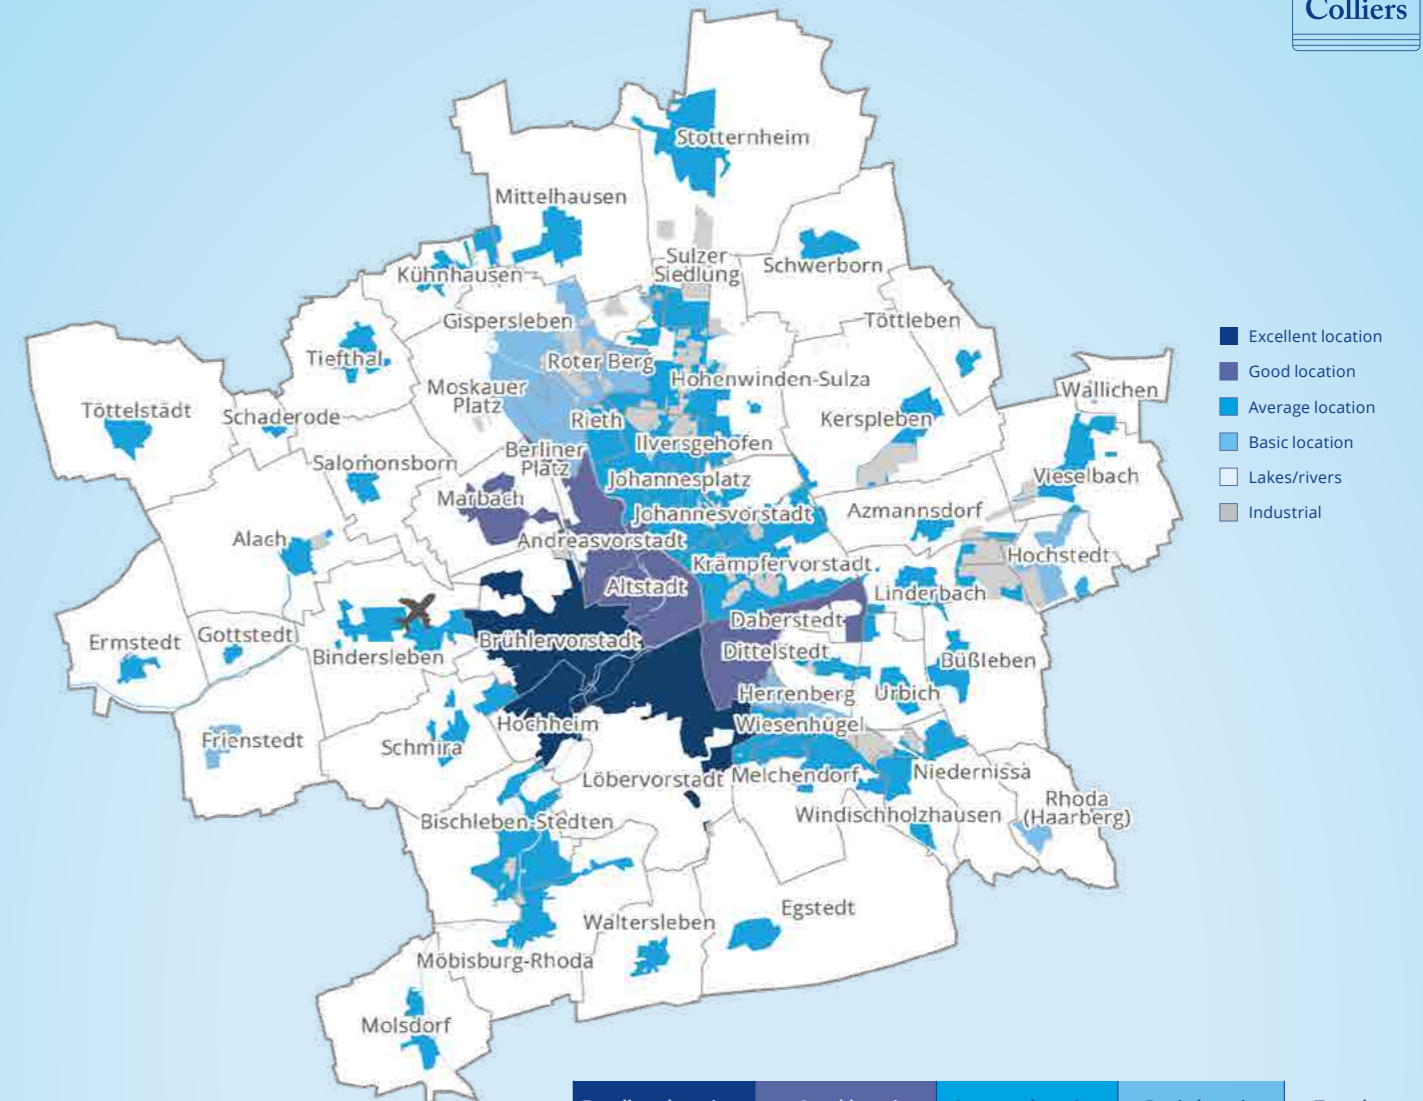 Colliers
Stotternheim
Mittelhausen
Sulzer
Siedlung
Schwerborn
Kühnhausen
Gispersleben
Töttleben
Tiefthal
Roter Berg
Hohenwinden-Sulza
Moskauer
Platz
Wallichen
Töttelstädt
Schaderode
Rieth
Kerspleben
Ilversgehofen
Berliner
Platz
Salomonsborn
Johannesplatz
Vieselbach
Marbach
Johannesvorstadt
Azmannsdorf
Alach
Andreasvorstadt
Hochstedt
Krämpfervorstadt
Altstadt
Linderbach
Daberstedt
Ermstedt
Gottstedt
Brühlervorstadt
Bindersleben
Dittelstedt
Büßleben
Herrenberg
Urbich
Frienstedt
Schmira
Hochheim
Wiesenhügel
Löbervorstadt
Melchendorf
Niedernissa
Rhoda
(Haarberg)
Windischholzhausen
Bischleben-Stedten
Egstedt
Waltersleben
Möbisburg-Rhoda
Molsdorf
Excellent location
Good location
Average location
Basic location
Lakes/rivers
Industrial